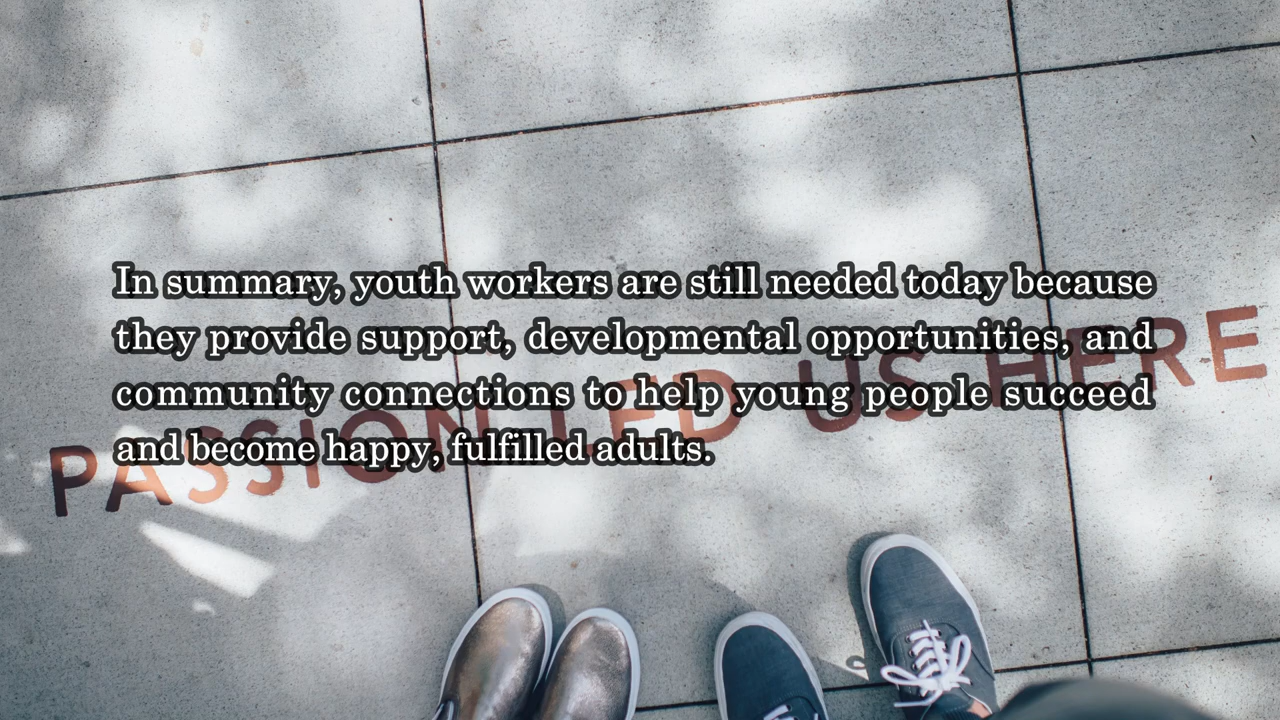 In summary, youth workers are still needed today because
they provide support, developmental opportunities, and
community connections to help young people succeed
and become happy, fulfilled adults.
PASSION LED US HERE